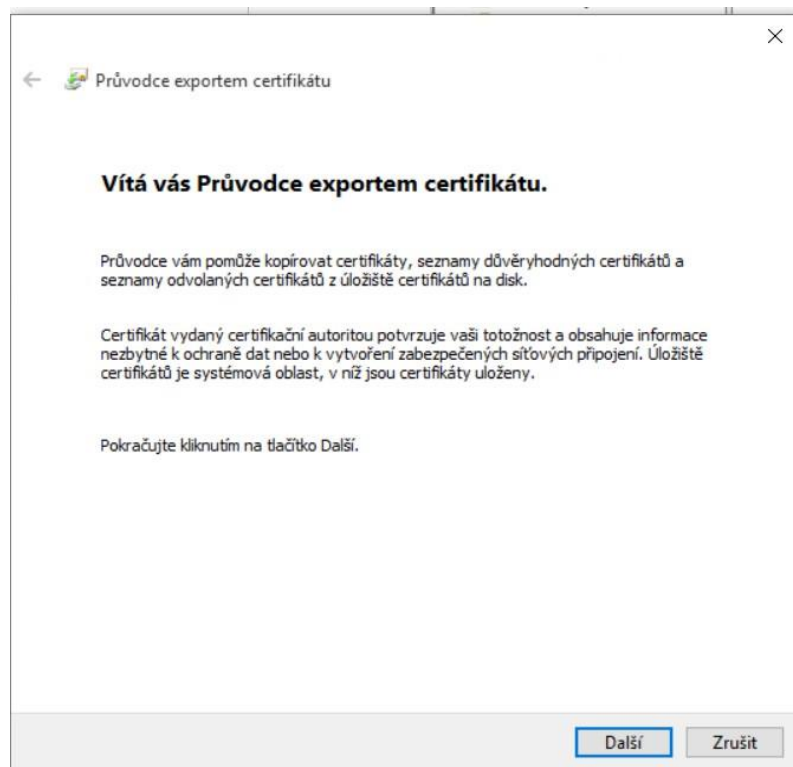 Průvodce exportem certifikátu
Vítá vás Průvodce exportem certifikátu.
Průvodce vám pomůže kopírovat certifikáty, seznamy důvěryhodných certifikátů a
seznamy odvolaných certifikátů z úložiště certifikátů na disk.
Certifikát vydaný certifikační autoritou potvrzuje vaši totožnost a obsahuje informace
nezbytné k ochraně dat nebo k vytvoření zabezpečených síťových připojení. Úložiště
certifikátů je systémová oblast, v níž jsou certifikáty uloženy.
Pokračujte kliknutím na tlačítko Další.
Další Zrušit